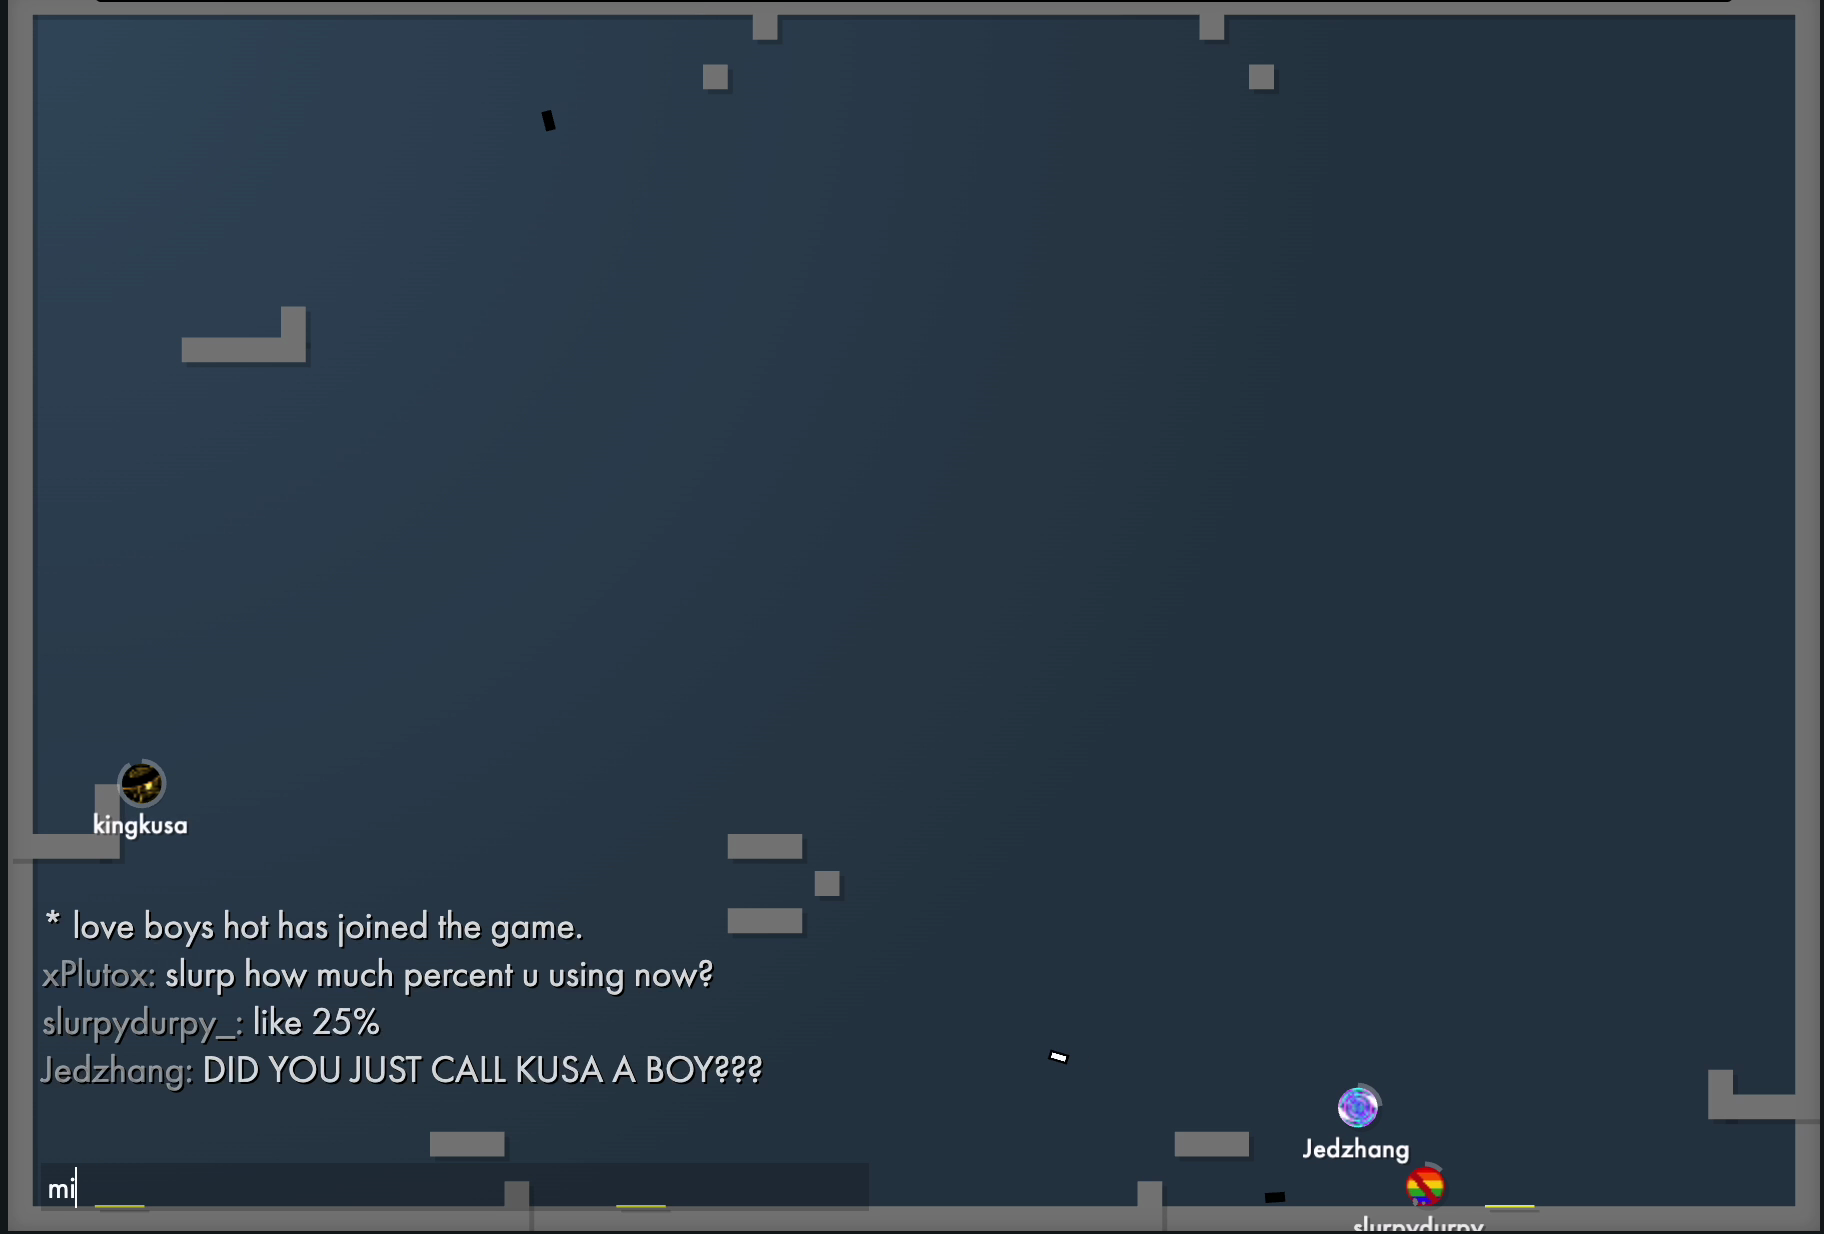 kingkusa
* love boys hot has joined the game.
xPlutox: slurp how much percent u using now?
slurpydurpy_: like 25%
Jedzhang: DID YOU JUST CALL KUSA A BOY???
Jedzhang
mi
slurpydurpy_